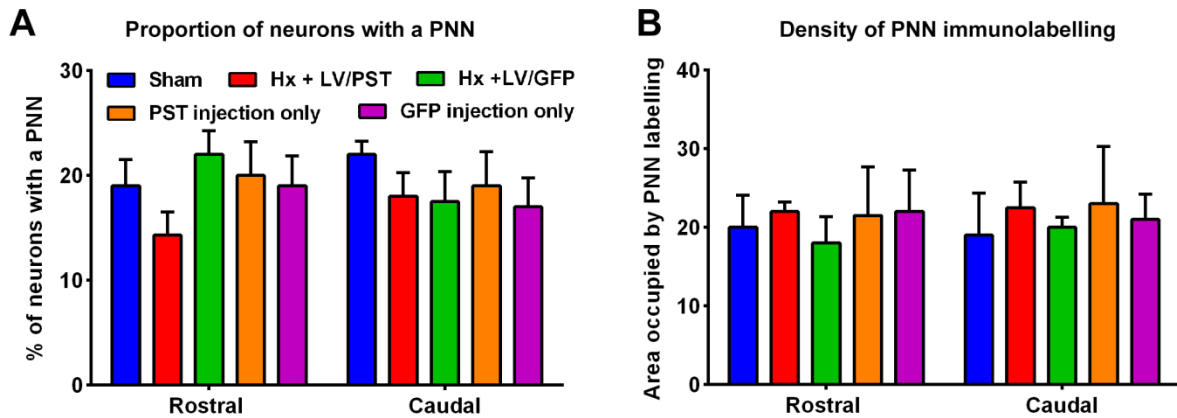 A
Proportion of neurons with a PNN
% of neurons with a PNN
30
20
10
0
Sham
Hx + LV/PST
Hx +LV/GFP
PST injection only
GFP injection only
Rostral
Caudal
B
Density of PNN immunolabelling
Area occupied by PNN labelling
40
30
20
10
0
Rostral
Caudal